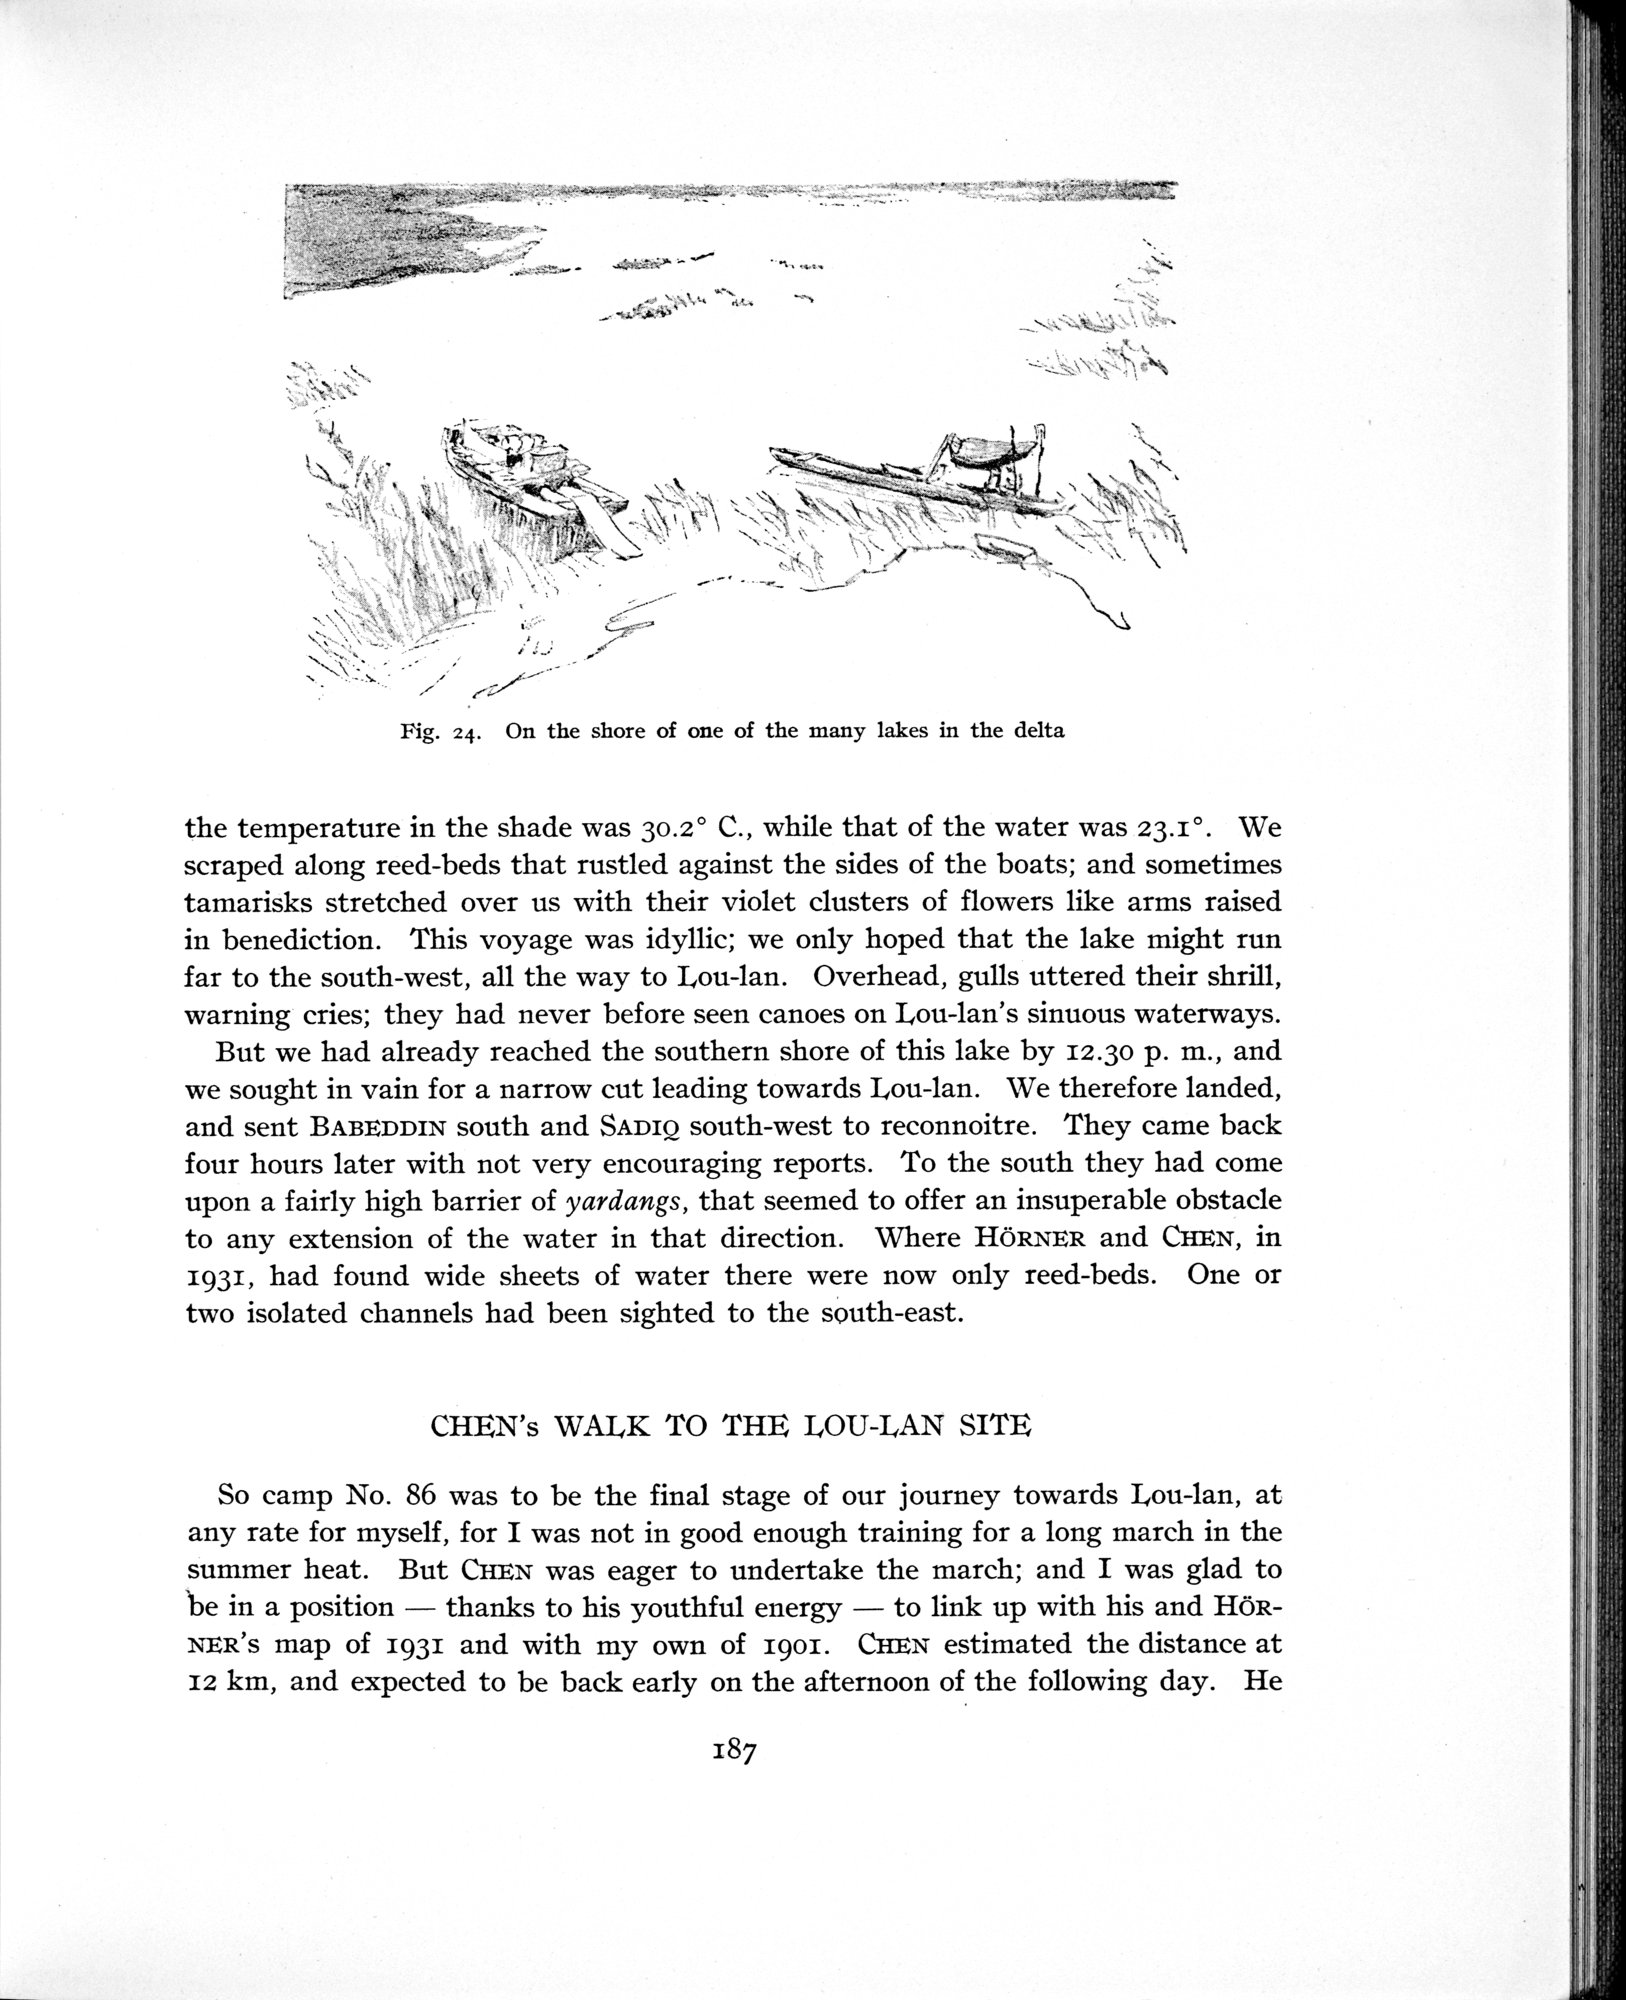 Fig. 24. On the shore of one of the many lakes in the delta
the temperature in the shade was 30.2° C., while that of the water was 23.1°. We
scraped along reed-beds that rustled against the sides of the boats; and sometimes
tamarisks stretched over us with their violet clusters of flowers like arms raised
in benediction. This voyage was idyllic; we only hoped that the lake might run
far to the south-west, all the way to Lou-lan. Overhead, gulls uttered their shrill,
warning cries; they had never before seen canoes on Lou-lan's sinuous waterways.
But we had already reached the southern shore of this lake by 12.30 p. m., and
we sought in vain for a narrow cut leading towards Lou-lan. We therefore landed,
and sent BABEDDIN south and SADIQ south-west to reconnoitre. They came back
four hours later with not very encouraging reports. To the south they had come
upon a fairly high barrier of yardangs, that seemed to offer an insuperable obstacle
to any extension of the water in that direction. Where HÖRNER and CHEN, in
1931, had found wide sheets of water there were now only reed-beds. One or
two isolated channels had been sighted to the south-east.
CHEN's WALK TO THE LOU-LAN SITE
So camp No. 86 was to be the final stage of our journey towards Lou-lan, at
any rate for myself, for I was not in good enough training for a long march in the
summer heat. But CHEN was eager to undertake the march; and I was glad to
be in a position — thanks to his youthful energy — to link up with his and HÖR-
NER's map of 1931 and with my own of 1901. CHEN estimated the distance at
12 km, and expected to be back early on the afternoon of the following day. He
187